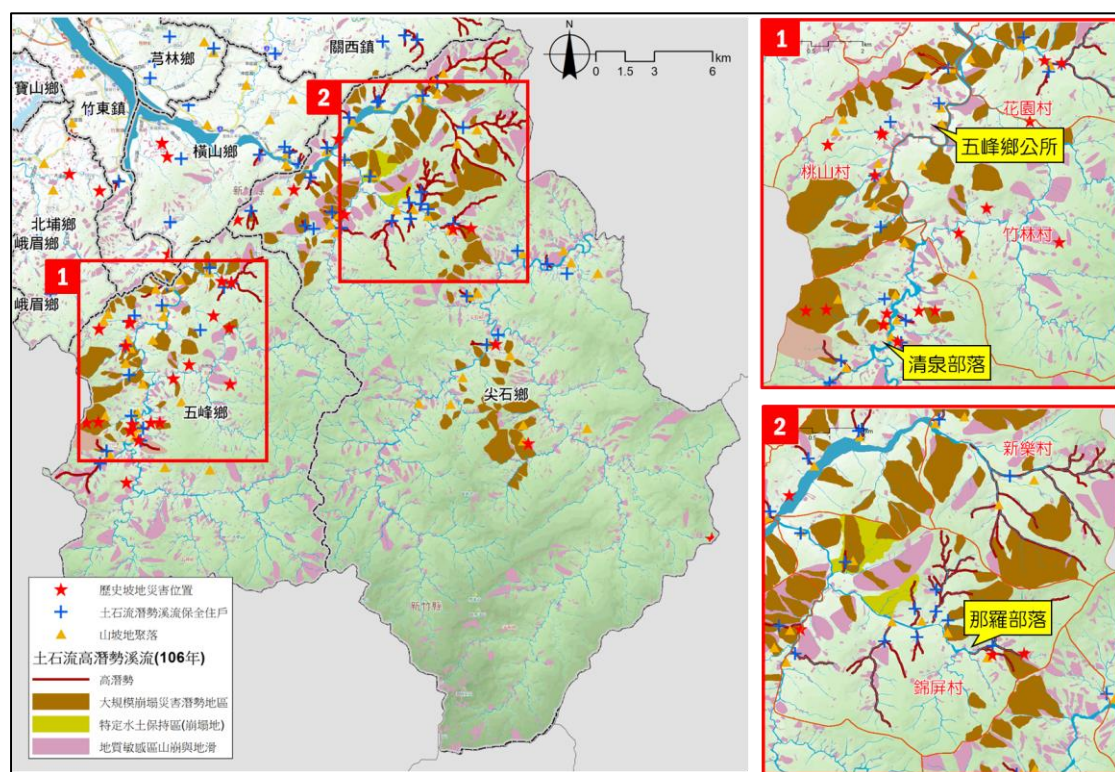 關西鎮
芎林鄉
寶山鄉
竹東鎮
橫山鄉
北埔鄉
峨眉鄉
峨眉鄉
五峰鄉
尖石鄉
新竹縣
N
0 1.5 3 6
km
1
2
歷史坡地災害位置
土石流潛勢溪流保全住戶
山坡地聚落
土石流高潛勢溪流(106年)
高潛勢
大規模崩塌災害潛勢地區
特定水土保持區(崩塌地)
地質敏感區山崩與地滑
1
花園村
五峰鄉公所
桃山村
竹林村
清泉部落
2
新樂村
那羅部落
錦屏村